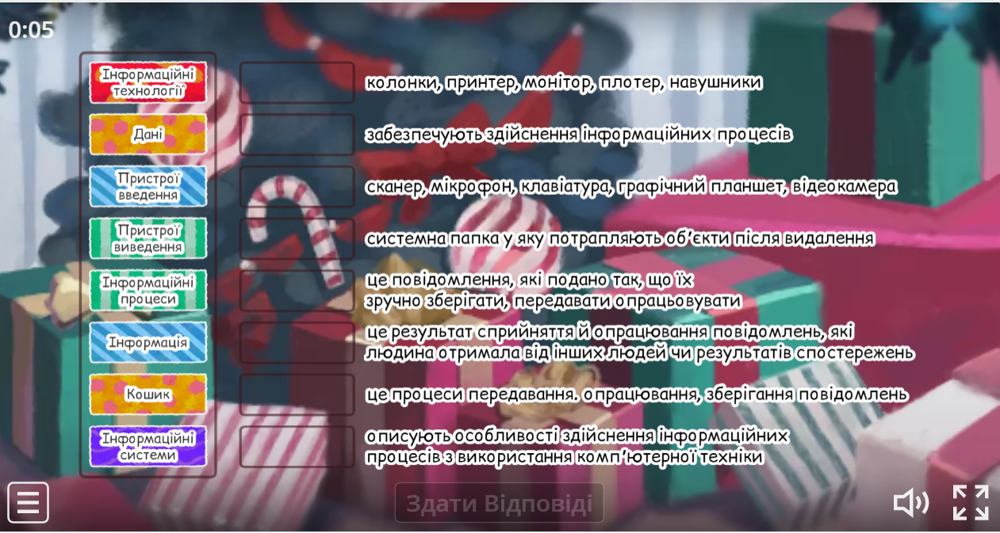 0:05
Інформаційні
технології
колонки, принтер, монітор, плотер, навушники
Дані
забезпечують здійснення інформаційних процесів
Пристрої
введення
сканер, мікрофон, клавіатура, графічний планшет, відеокамера
Пристрої
виведення
системна папка у яку потрапляють об'єкти після видалення
Інформаційні
процеси
це повідомлення, які подано так, що їх
зручно зберігати, передавати опрацьовувати
Інформація
це результат сприйняття й опрацювання повідомлень, які
людина отримала від інших людей чи результатів спостережень
Кошик
це процеси передавання. опрацювання, зберігання повідомлень
Інформаційні
системи
описують особливості здійснення інформаційних
процесів з використання комп'ютерної техніки
Здати Відповіді